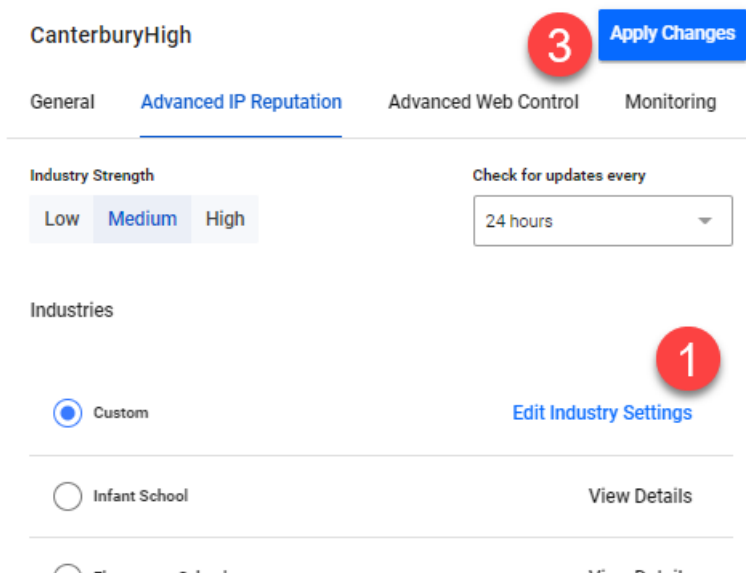 CanterburyHigh
3
Apply Changes
General Advanced IP Reputation Advanced Web Control Monitoring
Industry Strength Check for updates every
Low Medium High 24 hours
Industries
1
Custom Edit Industry Settings
Infant School View Details